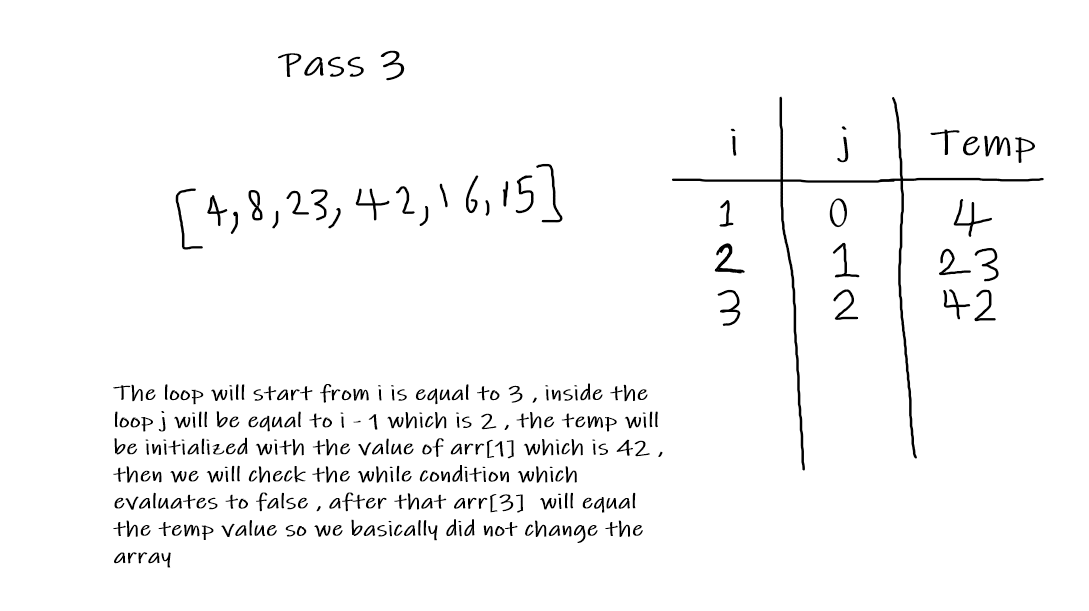 Pass 3
[4,8,23,42,16,15]
i j Temp
1 0 4
2 1 23
3 2 42
The loop will start from i is equal to 3 , inside the
loop j will be equal to i - 1 which is 2 , the temp will
be initialized with the value of arr[1] which is 42 ,
then we will check the while condition which
evaluates to false , after that arr[3] will equal
the temp value so we basically did not change the
array